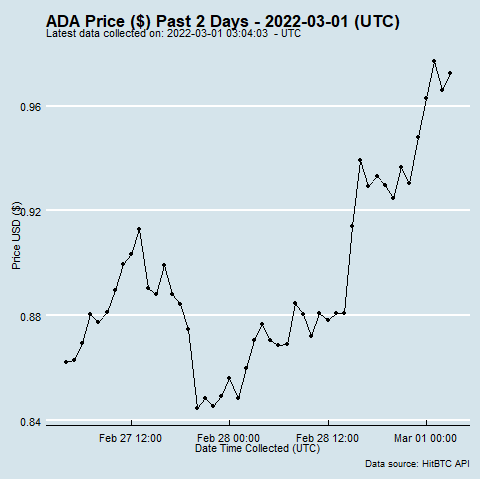 ADA Price ($) Past 2 Days - 2022-03-01 (UTC)
Latest data collected on: 2022-03-01 03:04:03 - UTC
Price USD ($)
0.96
0.92
0.88
0.84
Feb 27 12:00 Feb 28 00:00 Feb 28 12:00 Mar 01 00:00
Date Time Collected (UTC)
Data source: HitBTC API